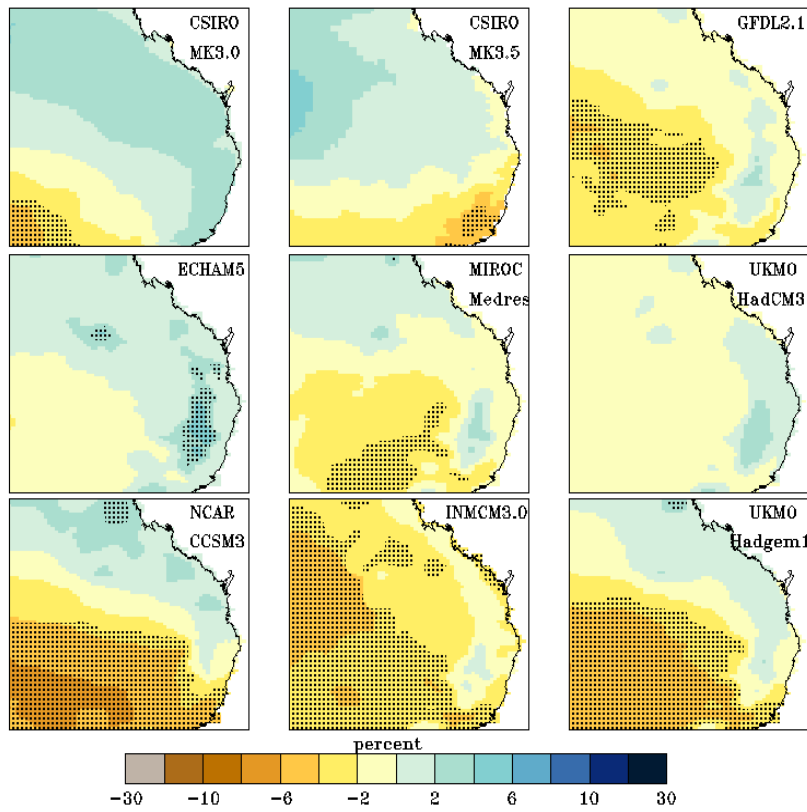 CSIRO
MK3.0
CSIRO
MK3.5
GFDL2.1
ECHAM5
MIROC
Medres
UKMO
HadCM3
NCAR
CCSM3
INMCM3.0
UKMO
Hadgem1
percent
-30 -10 -6 -2 2 6 10 30